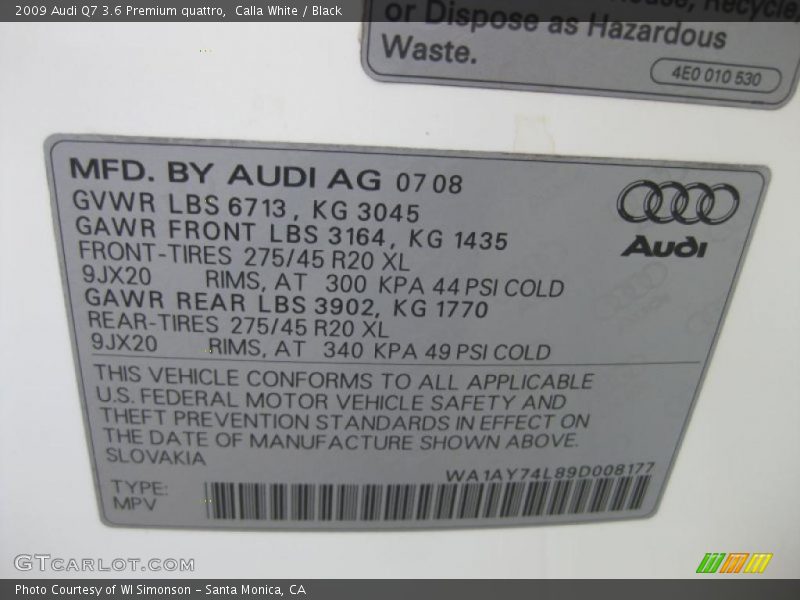 2009 Audi Q7 3.6 Premium quattro, Calla White / Black
or Dispose as Hazardous
Waste.
4E0 010 530
MFD. BY AUDI AG 07 08
GVWR LBS 6713, KG 3045
GAWR FRONT LBS 3164, KG 1435
FRONT-TIRES 275/45 R20 XL
9JX20 RIMS, AT 300 KPA 44 PSI COLD
GAWR REAR LBS 3902, KG 1770
REAR-TIRES 275/45 R20 XL
9JX20 RIMS, AT 340 KPA 49 PSI COLD
Audi
THIS VEHICLE CONFORMS TO ALL APPLICABLE
U.S. FEDERAL MOTOR VEHICLE SAFETY AND
THEFT PREVENTION STANDARDS IN EFFECT ON
THE DATE OF MANUFACTURE SHOWN ABOVE.
SLOVAKIA
WA1AY74L89D008177
TYPE:
MPV
GTcarlot.com
Photo Courtesy of WI Simonson - Santa Monica, CA